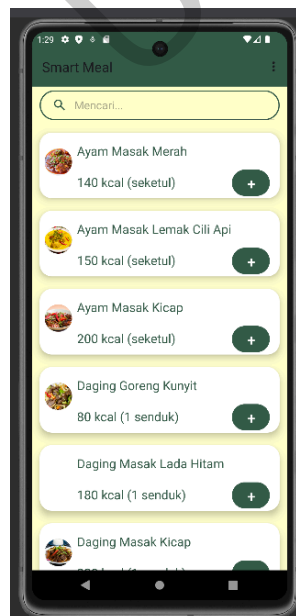 1:29
Smart Meal
Mencari...
Ayam Masak Merah
140 kcal (seketul)
+
Ayam Masak Lemak Cili Api
150 kcal (seketul)
+
Ayam Masak Kicap
200 kcal (seketul)
+
Daging Goreng Kunyit
80 kcal (1 senduk)
+
Daging Masak Lada Hitam
180 kcal (1 senduk)
+
Daging Masak Kicap